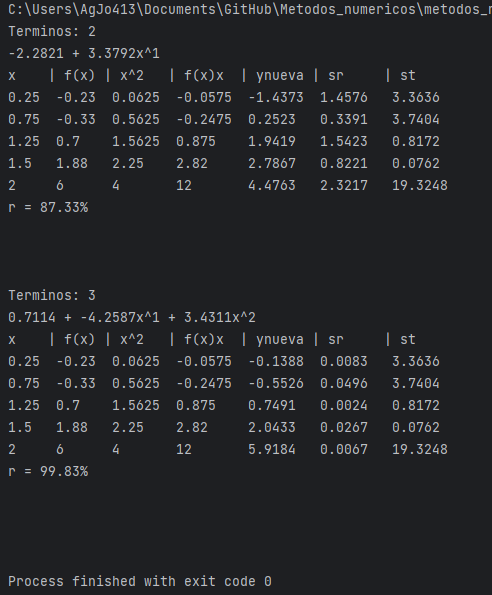 C:\Users\AgJo413\Documents\GitHub\Metodos_numericos\metodos_n
Terminos: 2
-2.2821 + 3.3792x^1
x | f(x) | x^2 | f(x)x | ynueva | sr | st
0.25 -0.23 0.0625 -0.0575 -1.4373 1.4576 3.3636
0.75 -0.33 0.5625 -0.2475 0.2523 0.3391 3.7404
1.25 0.7 1.5625 0.875 1.9419 1.5423 0.8172
1.5 1.88 2.25 2.82 2.7867 0.8221 0.0762
2 6 4 12 4.4763 2.3217 19.3248
r = 87.33%
Terminos: 3
0.7114 + -4.2587x^1 + 3.4311x^2
x | f(x) | x^2 | f(x)x | ynueva | sr | st
0.25 -0.23 0.0625 -0.0575 -0.1388 0.0083 3.3636
0.75 -0.33 0.5625 -0.2475 -0.5526 0.0496 3.7404
1.25 0.7 1.5625 0.875 0.7491 0.0024 0.8172
1.5 1.88 2.25 2.82 2.0433 0.0267 0.0762
2 6 4 12 5.9184 0.0067 19.3248
r = 99.83%
Process finished with exit code 0